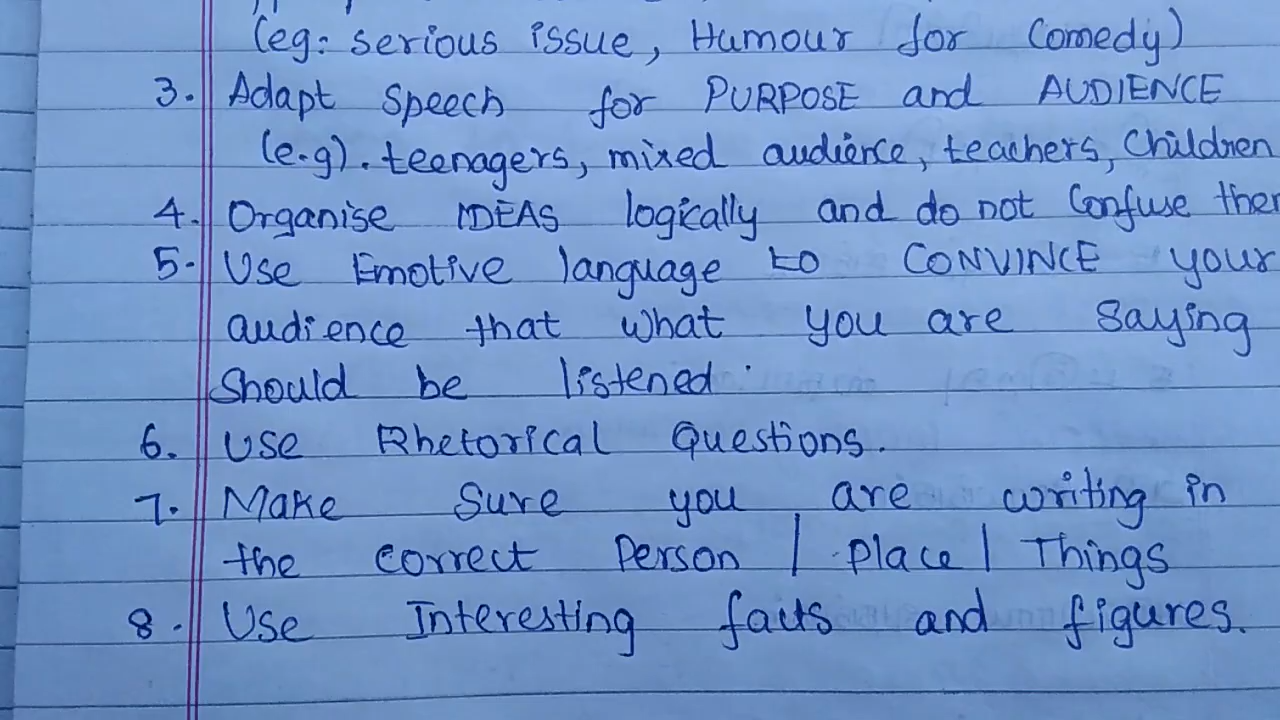 (eg: serious issue, Humour for Comedy)
3. Adapt speech for PURPOSE and AUDIENCE
(e.g). teenagers, mixed audience, teachers, Children
4. Organise IDEAS logically and do not Confuse them
5. Use Emotive language to CONVINCE your
audience that what you are saying
should be listened.
6. Use Rhetorical Questions.
7. Make sure you are writing in
the correct Person | Place | Things
8. Use Interesting facts and figures.